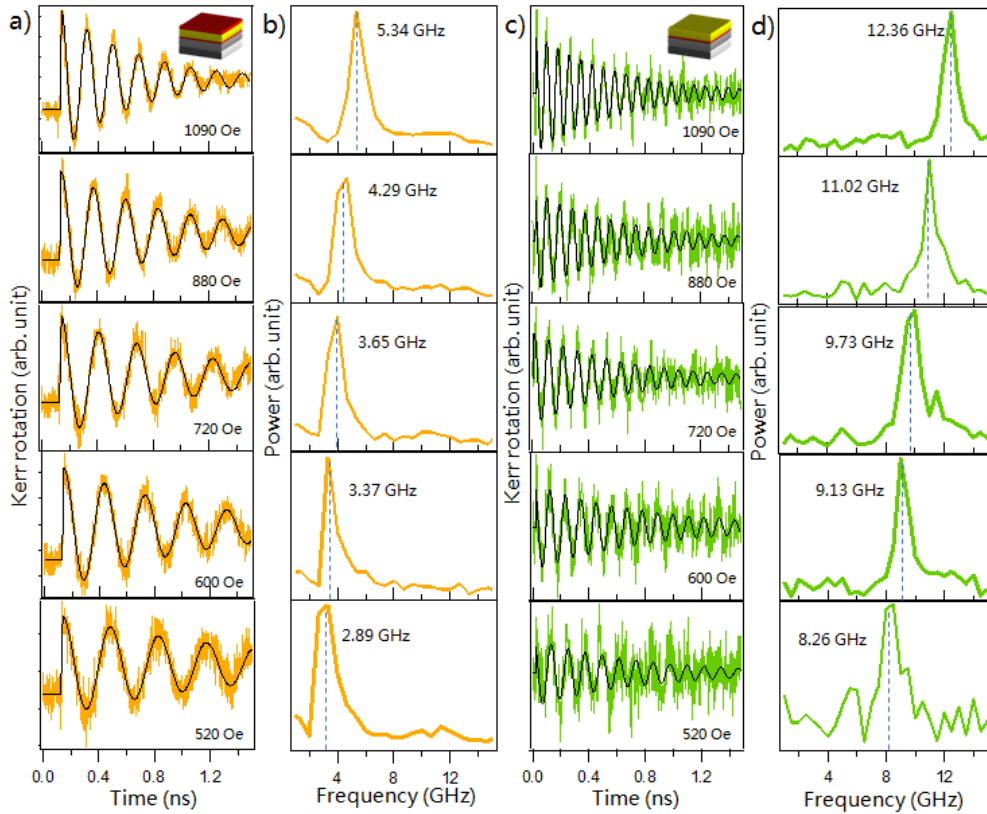 a)
1090 Oe
880 Oe
720 Oe
600 Oe
520 Oe
Kerr rotation (arb. unit)
0.0 0.4 0.8 1.2
Time (ns)
b)
5.34 GHz
4.29 GHz
3.65 GHz
3.37 GHz
2.89 GHz
Power (arb. unit)
4 8 12
Frequency (GHz)
c)
1090 Oe
880 Oe
720 Oe
600 Oe
520 Oe
Kerr rotation (arb. unit)
0.0 0.4 0.8 1.2
Time (ns)
d)
12.36 GHz
11.02 GHz
9.73 GHz
9.13 GHz
8.26 GHz
Power (arb. unit)
4 8 12
Frequency (GHz)